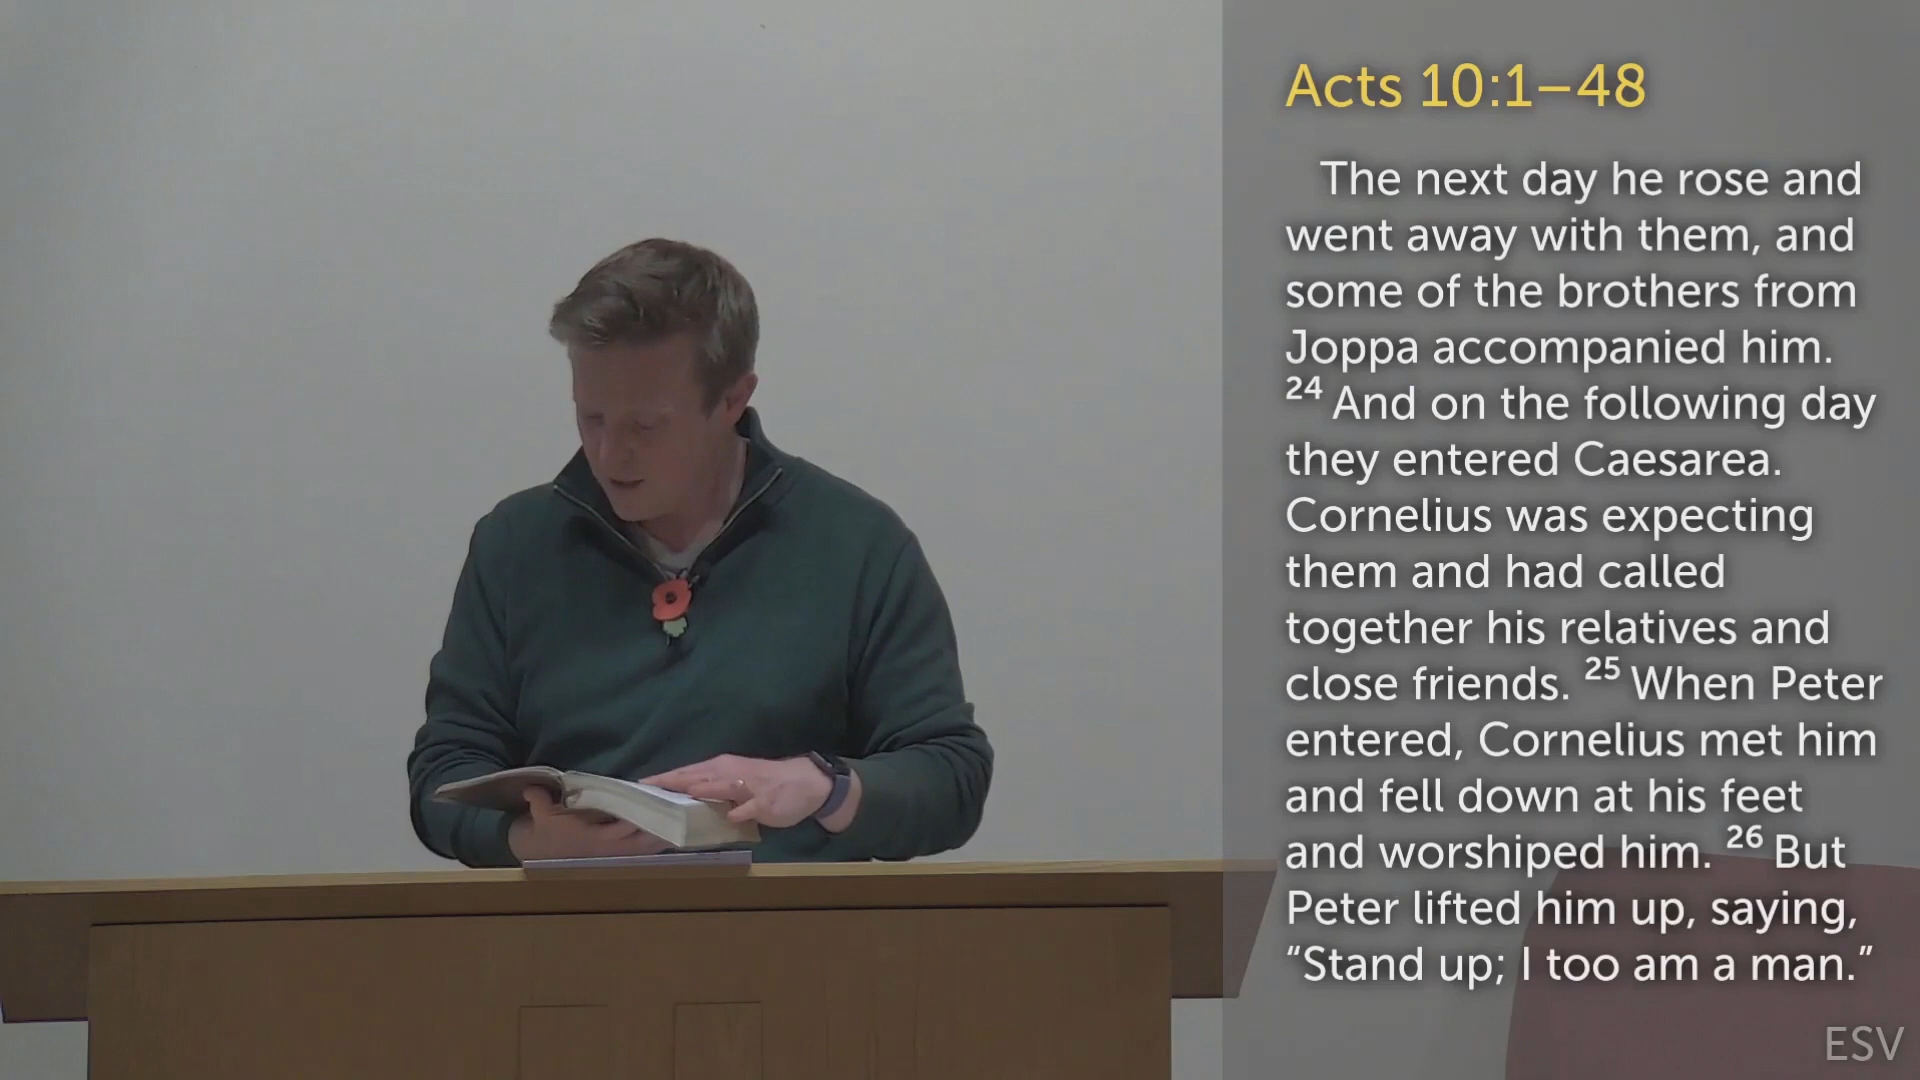 Acts 10:1–48
The next day he rose and
went away with them, and
some of the brothers from
Joppa accompanied him.
24 And on the following day
they entered Caesarea.
Cornelius was expecting
them and had called
together his relatives and
close friends. 25 When Peter
entered, Cornelius met him
and fell down at his feet
and worshiped him. 26 But
Peter lifted him up, saying,
“Stand up; I too am a man.”
ESV